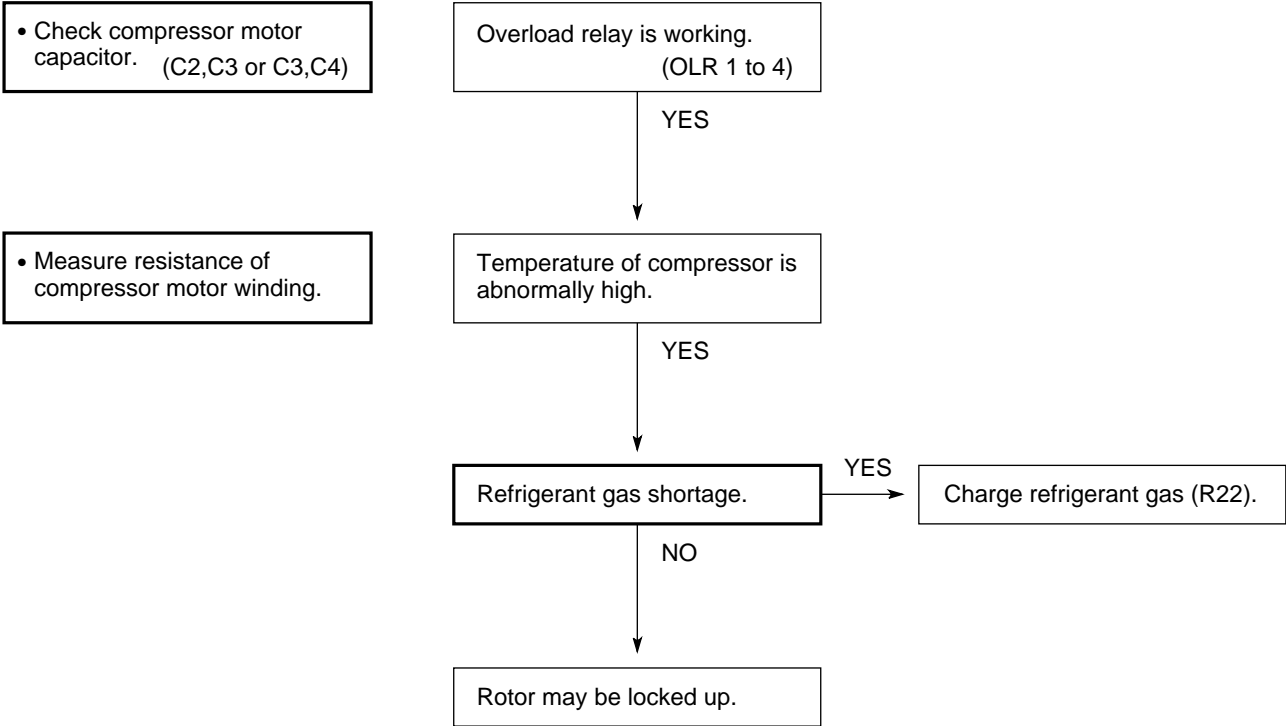 • Check compressor motor
capacitor. (C2,C3 or C3,C4)
Overload relay is working.
(OLR 1 to 4)
YES
• Measure resistance of
compressor motor winding.
Temperature of compressor is
abnormally high.
YES
Refrigerant gas shortage.
YES
Charge refrigerant gas (R22).
NO
Rotor may be locked up.